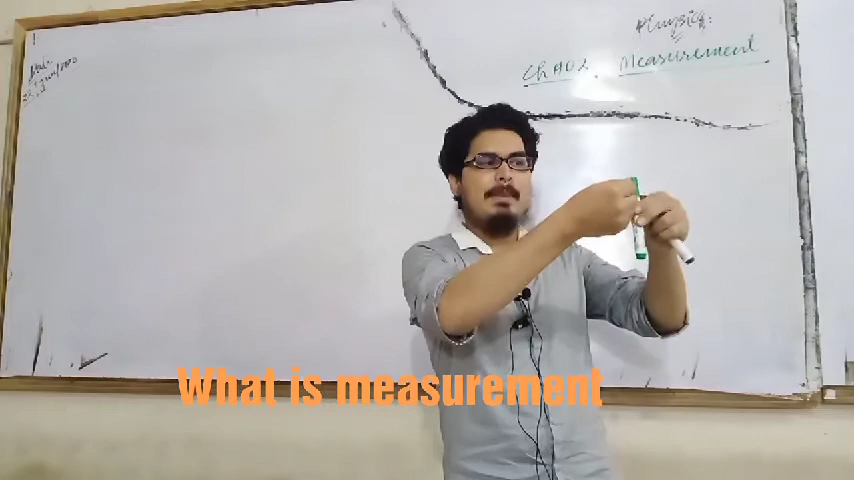 Physics.
Ch#02. Measurement.
What is measurement